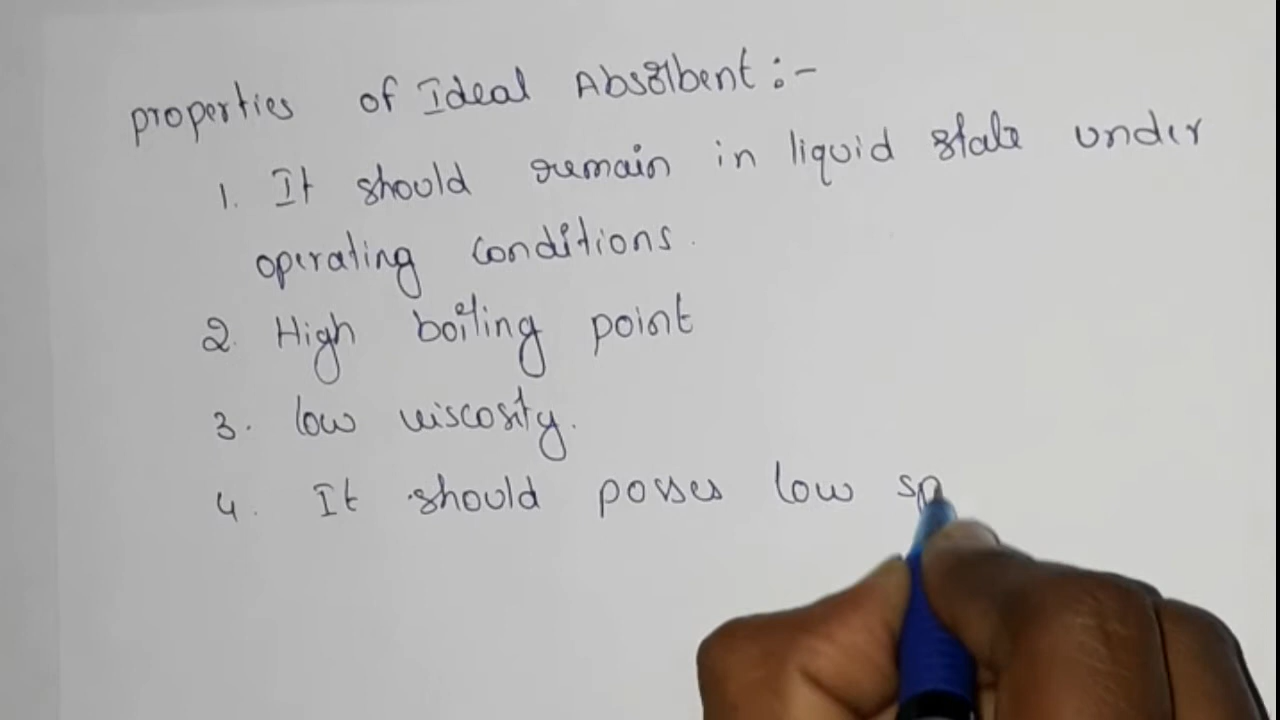 properties of Ideal Absorbent :-
1. It should remain in liquid state under
operating conditions.
2. High boiling point
3. low viscosity.
4. It should posses low sp